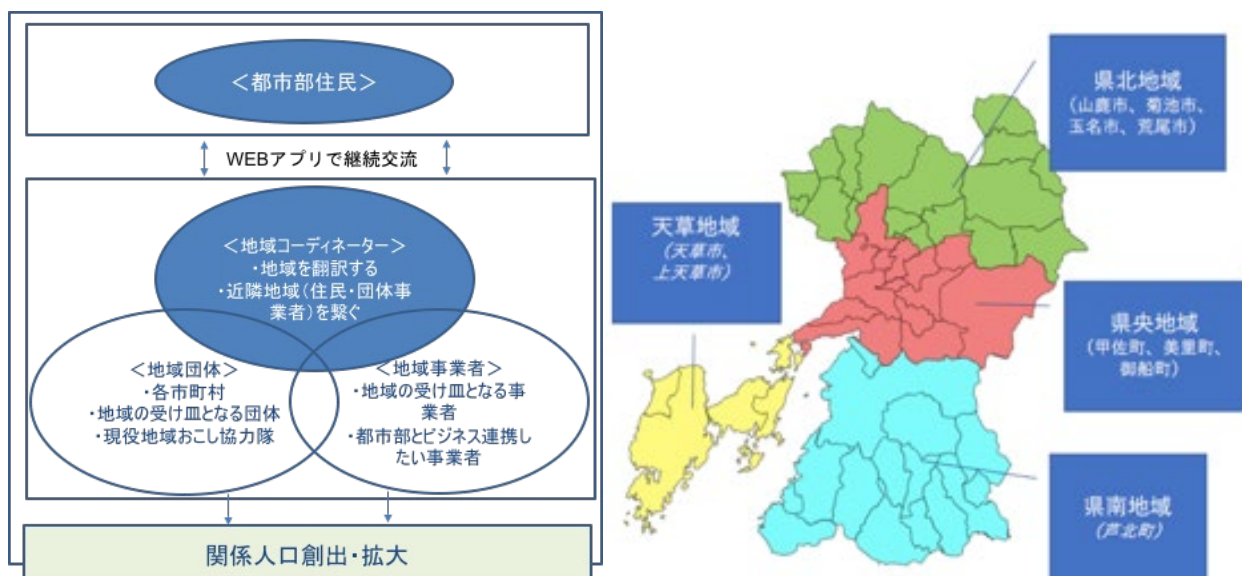 ＜都市部住民＞
WEBアプリで継続交流
＜地域コーディネーター＞
・地域を翻訳する
・近隣地域（住民・団体事
業者）を繋ぐ
＜地域団体＞
・各市町村
・地域の受け皿となる団体
・現役地域おこし協力隊
＜地域事業者＞
・地域の受け皿となる事
業者
・都市部とビジネス連携し
たい事業者
関係人口創出・拡大
県北地域
（山鹿市、菊池市、
玉名市、荒尾市）
天草地域
（天草市、
上天草市）
県央地域
（甲佐町、美里町、
御船町）
県南地域
（芦北町）